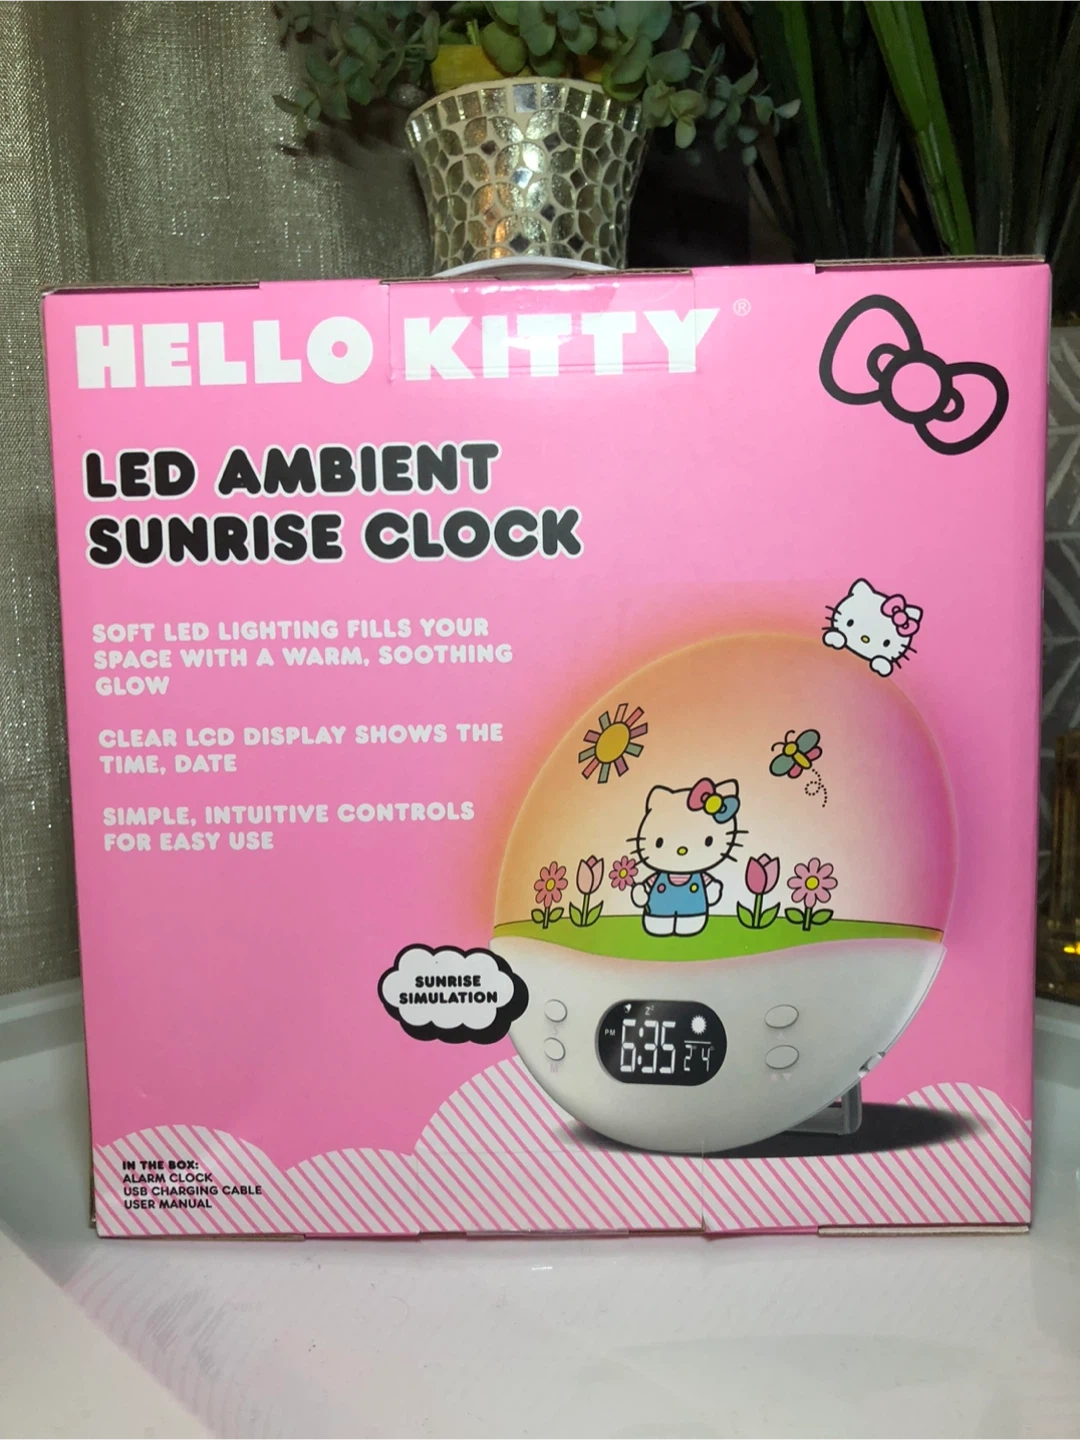 HELLO KITTY ®
LED AMBIENT
SUNRISE CLOCK
SOFT LED LIGHTING FILLS YOUR
SPACE WITH A WARM, SOOTHING
GLOW
CLEAR LCD DISPLAY SHOWS THE
TIME, DATE
SIMPLE, INTUITIVE CONTROLS
FOR EASY USE
SUNRISE
SIMULATION
PM 6:35
IN THE BOX:
ALARM CLOCK
USB CHARGING CABLE
USER MANUAL